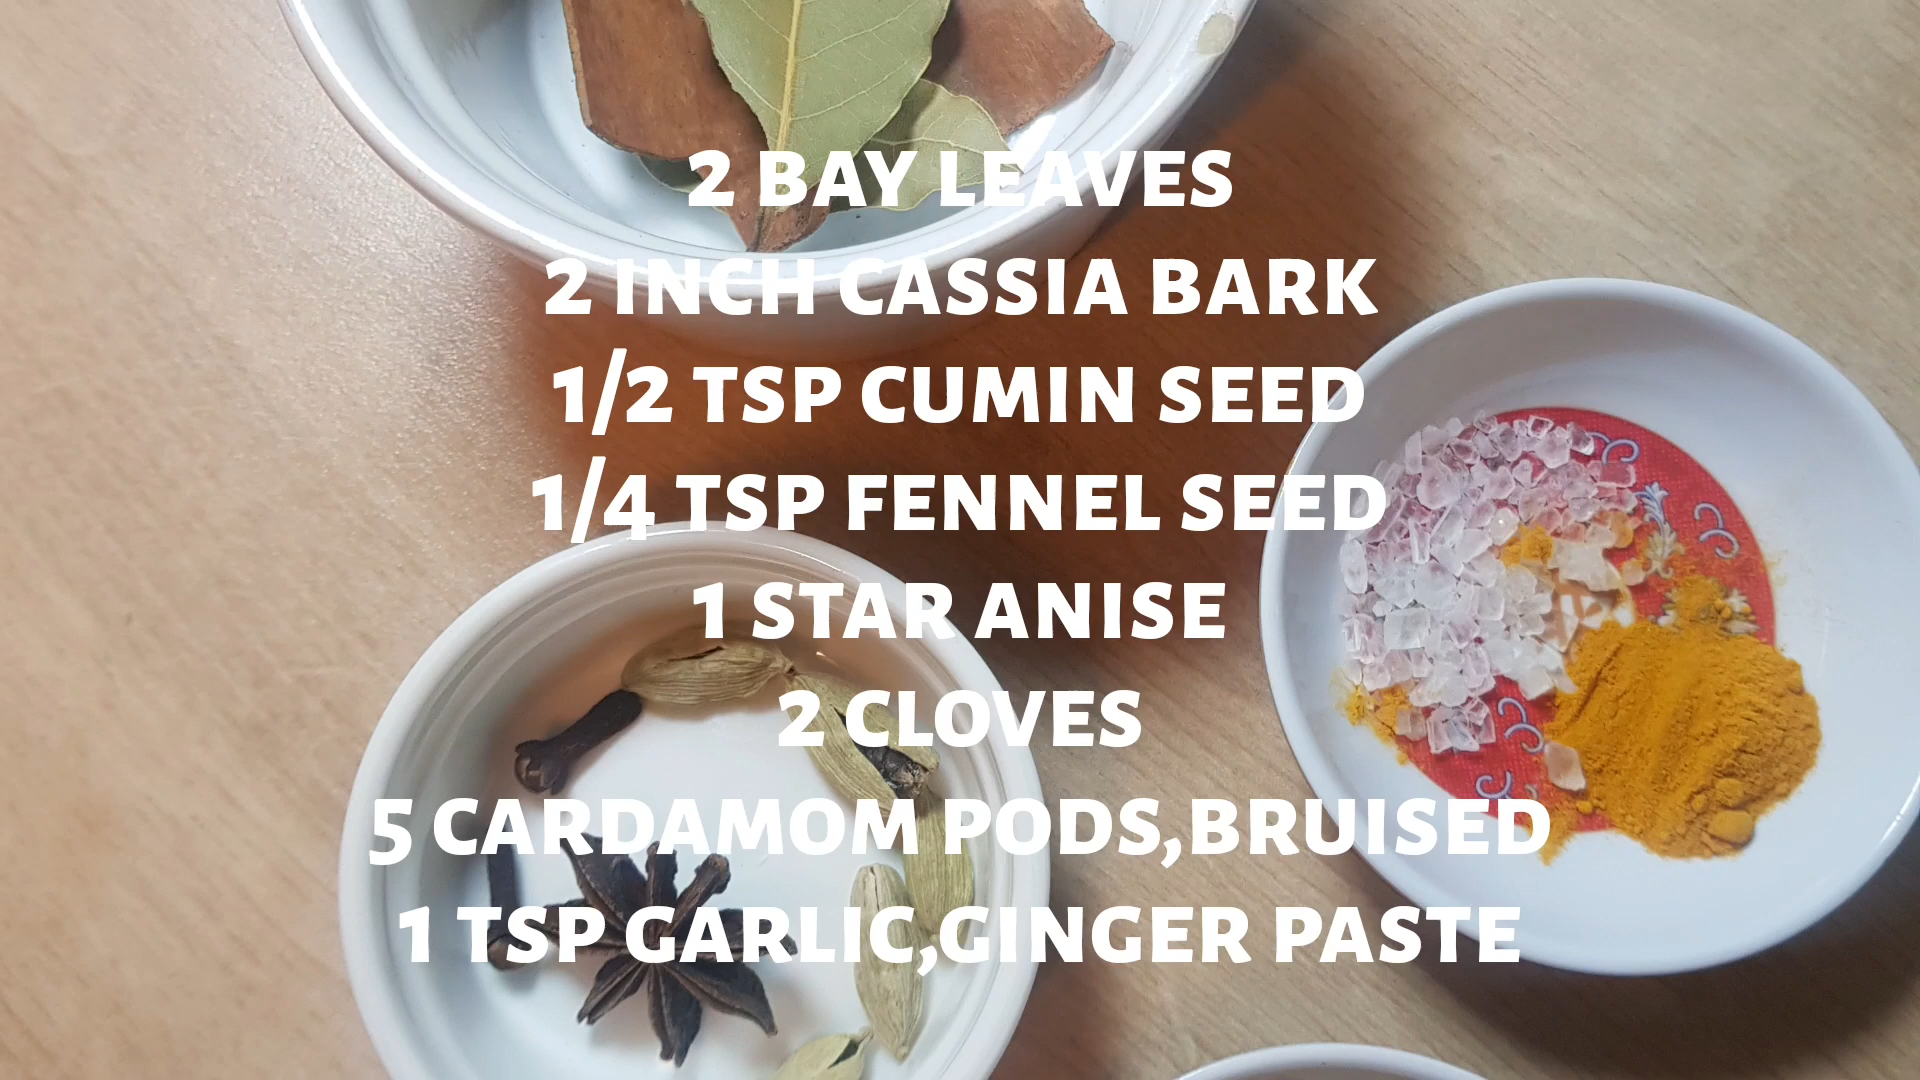 2 BAY LEAVES
2 INCH CASSIA BARK
1/2 TSP CUMIN SEED
1/4 TSP FENNEL SEED
1 STAR ANISE
2 CLOVES
5 CARDAMOM PODS,BRUISED
1 TSP GARLIC,GINGER PASTE